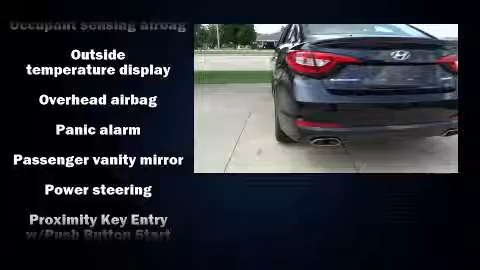 Occupant sensing airbag
Outside
temperature display
Overhead airbag
Panic alarm
Passenger vanity mirror
Power steering
Proximity Key Entry
w/Push Button Start